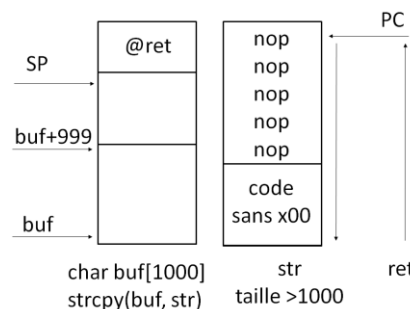 PC
@ret
SP
buf+999
buf
nop
nop
nop
nop
nop
code
sans x00
char buf[1000]
strcpy(buf, str)
str
taille >1000
ret